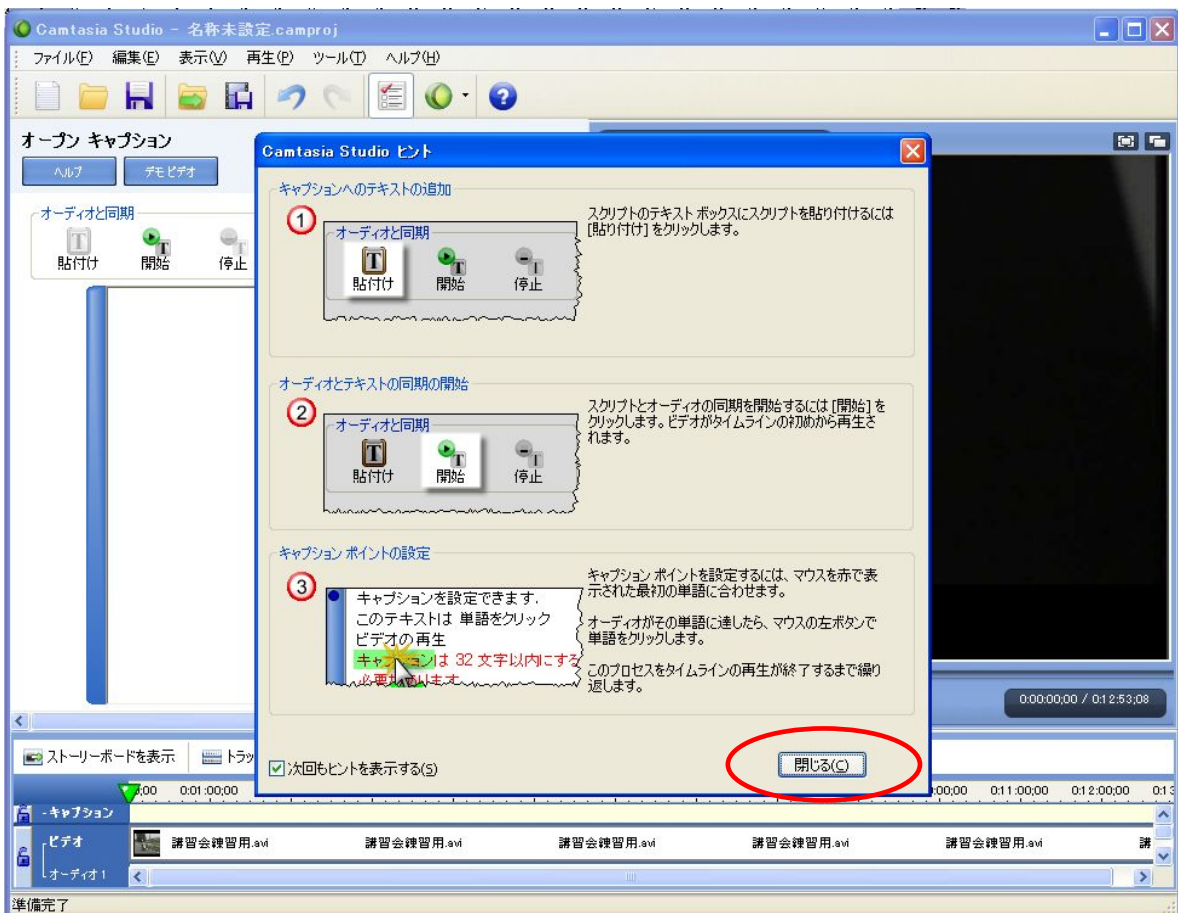 Camtasia Studio - 名称未設定.camproj
ファイル(F) 編集(E) 表示(V) 再生(P) ツール(T) ヘルプ(H)
オープン キャプション
ヘルプ デモ ビデオ
オーディオと同期
貼付け 開始 停止
Camtasia Studio ヒント
キャプションへのテキストの追加
1
オーディオと同期
貼付け 開始 停止
スクリプトのテキスト ボックスにスクリプトを貼り付けるには
[貼り付け] をクリックします。
オーディオとテキストの同期の開始
2
オーディオと同期
貼付け 開始 停止
スクリプトとオーディオの同期を開始するには [開始] を
クリックします。ビデオがタイムラインの初めから再生さ
れます。
キャプション ポイントの設定
3
キャプションを設定できます.
このテキストは 単語をクリック
ビデオの再生
キャプションは 32 文字以内にする
必要があります
キャプション ポイントを設定するには、マウスを赤で表
示された最初の単語に合わせます。
オーディオがその単語に達したら、マウスの左ボタンで
単語をクリックします。
このプロセスをタイムラインの再生が終了するまで繰り
返します。
次回もヒントを表示する(S)
閉じる(C)
0:00:00;00 / 0:12:53;08
ストーリーボードを表示 トラッ
;00 0:01:00;00 :00;00 0:11:00;00 0:12:00;00 0:13
-キャプション
ビデオ 講習会練習用.avi 講習会練習用.avi 講習会練習用.avi 講習会練習用.avi 講習会練習用.avi 講
オーディオ 1
準備完了